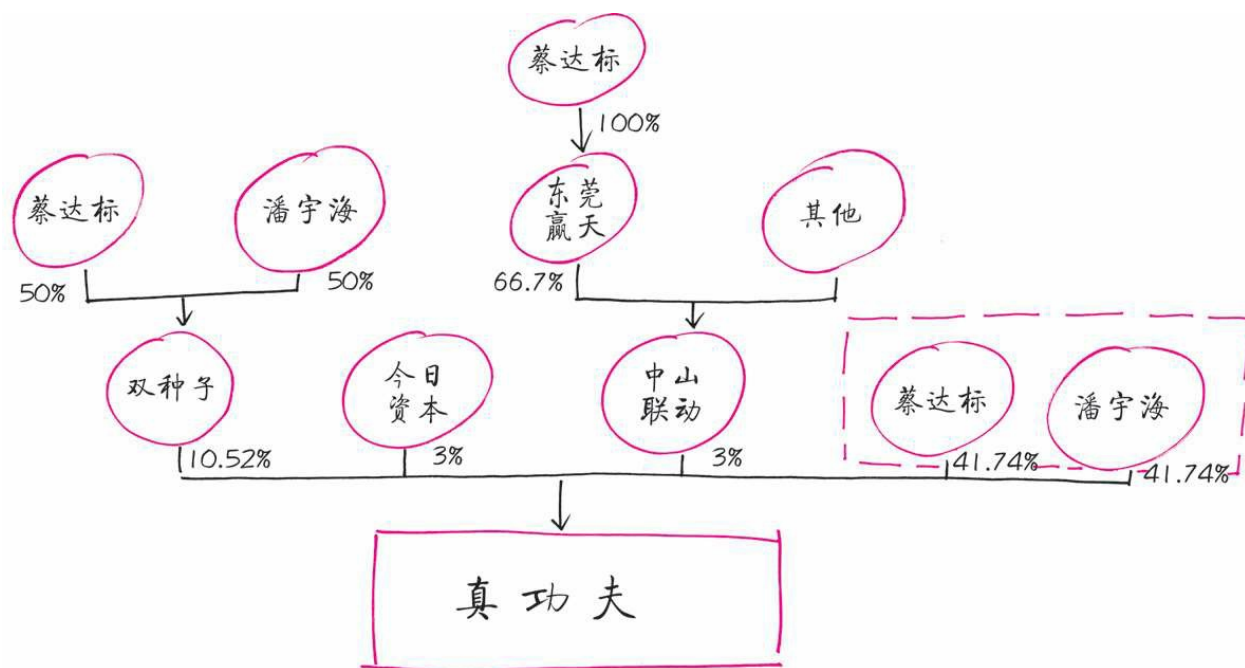 蔡达标
100%
蔡达标
潘宇海
东莞
赢天
其他
50%
50%
66.7%
双种子
今日
资本
中山
联动
蔡达标
潘宇海
10.52%
3%
3%
41.74%
41.74%
真功夫